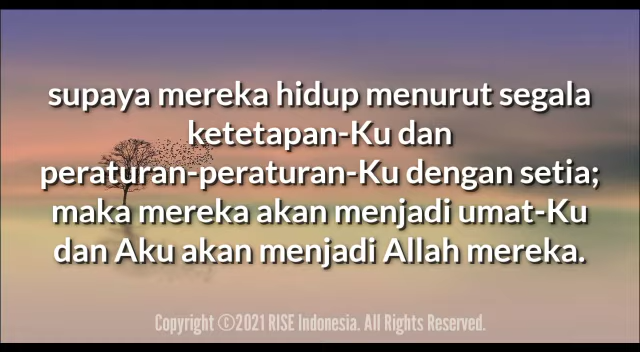 supaya mereka hidup menurut segala
ketetapan-Ku dan
peraturan-peraturan-Ku dengan setia;
maka mereka akan menjadi umat-Ku
dan Aku akan menjadi Allah mereka.
Copyright ©2021 RISE Indonesia. All Rights Reserved.